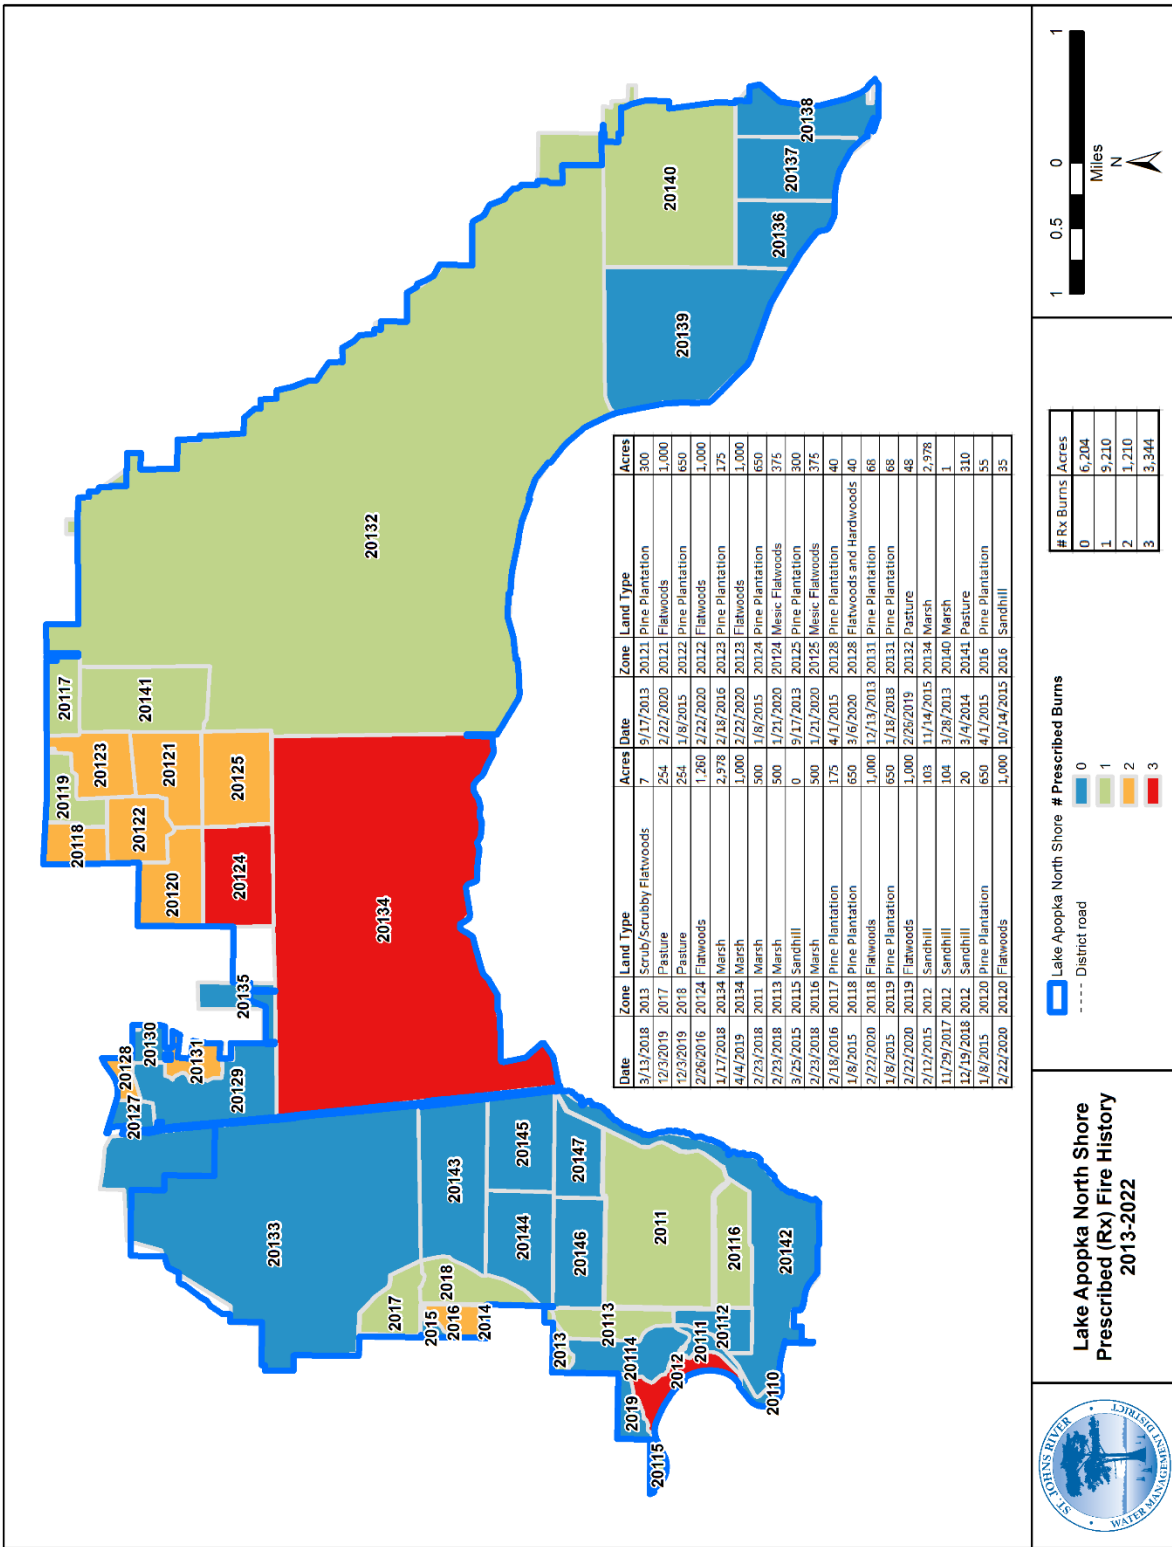 20115
2019
20114
2012
20110
20111
20112
20113
2013
2014
2016
2015
2017
2018
2011
20116
20142
20146
20147
20144
20145
20143
20133
20127
20128
20130
20131
20129
20135
20134
20118
20119
20123
20117
20122
20121
20141
20120
20124
20125
20132
20140
20139
20136
20137
20138
Date Zone Land Type Acres Date Zone Land Type Acres
3/13/2018 2013 Scrub/Scrubby Flatwoods 7 9/17/2013 20121 Pine Plantation 300
12/3/2019 2017 Pasture 254 2/22/2020 20121 Flatwoods 1,000
12/3/2019 2018 Pasture 254 1/8/2015 20122 Pine Plantation 650
2/26/2016 20124 Flatwoods 1,260 2/22/2020 20122 Flatwoods 1,000
1/17/2018 20134 Marsh 2,978 2/18/2016 20123 Pine Plantation 175
4/4/2019 20134 Marsh 1,000 2/22/2020 20123 Flatwoods 1,000
2/23/2018 2011 Marsh 500 1/8/2015 20124 Pine Plantation 650
2/23/2018 20113 Marsh 500 1/21/2020 20124 Mesic Flatwoods 375
3/25/2015 20115 Sandhill 0 9/17/2013 20125 Pine Plantation 300
2/23/2018 20116 Marsh 500 1/21/2020 20125 Mesic Flatwoods 375
2/18/2016 20117 Pine Plantation 175 4/1/2015 20128 Pine Plantation 40
1/8/2015 20118 Pine Plantation 650 3/6/2020 20128 Flatwoods and Hardwoods 40
2/22/2020 20118 Flatwoods 1,000 12/13/2013 20131 Pine Plantation 68
1/8/2015 20119 Pine Plantation 650 1/18/2018 20131 Pine Plantation 68
2/22/2020 20119 Flatwoods 1,000 2/20/2019 20132 Pasture 48
2/12/2015 2012 Sandhill 103 11/14/2015 20134 Marsh 2,978
11/29/2017 2012 Sandhill 104 3/28/2013 20140 Marsh 1
12/19/2018 2012 Sandhill 20 3/4/2014 20141 Pasture 310
1/8/2015 20120 Pine Plantation 650 4/1/2015 2016 Pine Plantation 55
2/22/2020 20120 Flatwoods 1,000 10/14/2015 2016 Sandhill 35
ST. JOHNS RIVER
WATER MANAGEMENT DISTRICT
Lake Apopka North Shore
Prescribed (Rx) Fire History
2013-2022
Lake Apopka North Shore
District road
# Prescribed Burns
0
1
2
3
# Rx Burns Acres
0 6,204
1 9,210
2 1,210
3 3,344
1 0.5 0 1
Miles
N